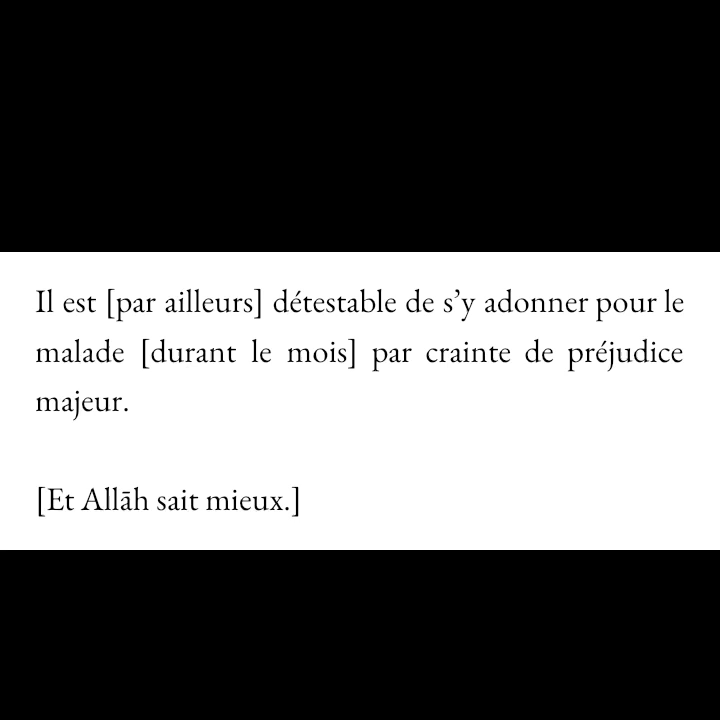 Il est [par ailleurs] détestable de s’y adonner pour le
malade [durant le mois] par crainte de préjudice
majeur.
[Et Allāh sait mieux.]